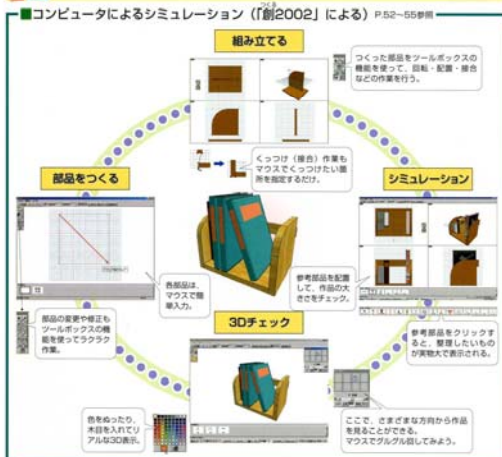 ■コンピュータによるシミュレーション（「創2002」による） P.52〜55参照
つくる
組み立てる
つくった部品をツールボックスの
機能を使って、回転・配置・接合
などの作業を行う。
くっつけ（接合）作業も
マウスでくっつけたい箇
所を指定するだけ。
部品をつくる
各部品は、
マウスで簡
単入力。
部品の変更や修正も
ツールボックスの機
能を使ってラクラク
作業。
シミュレーション
参考部品を配置
して、作品の大
きさをチェック。
参考部品をクリックす
ると、整理したいもの
が実物大で表示される。
3Dチェック
色をぬったり、
木目を入れてリ
アルな3D表示。
ここで、さまざまな方向から作品
を見ることができる。
マウスでグルグル回してみよう。